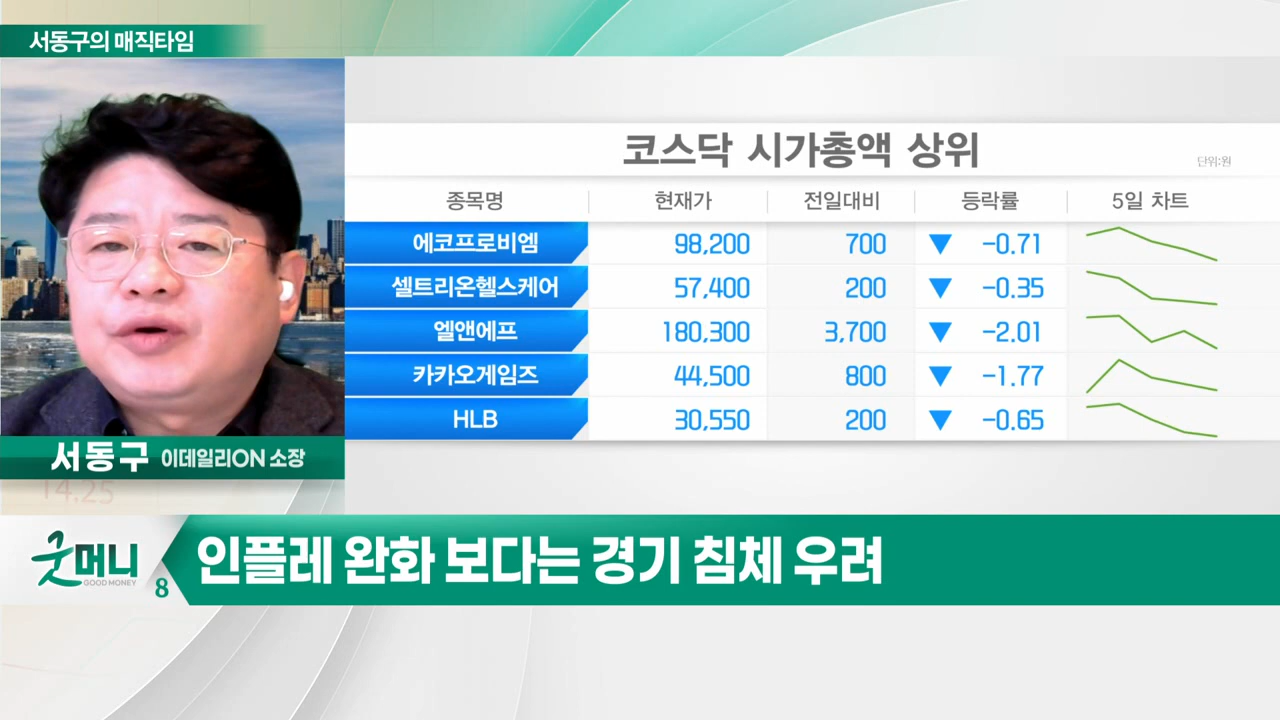 서동구의 매직타임
코스닥 시가총액 상위
단위:원
종목명 현재가 전일대비 등락률 5일 차트
에코프로비엠 98,200 700 ▼ -0.71
셀트리온헬스케어 57,400 200 ▼ -0.35
엘앤에프 180,300 3,700 ▼ -2.01
카카오게임즈 44,500 800 ▼ -1.77
HLB 30,550 200 ▼ -0.65
서동구 이데일리ON 소장
14.25
굿머니
GOOD MONEY
8
인플레 완화 보다는 경기 침체 우려